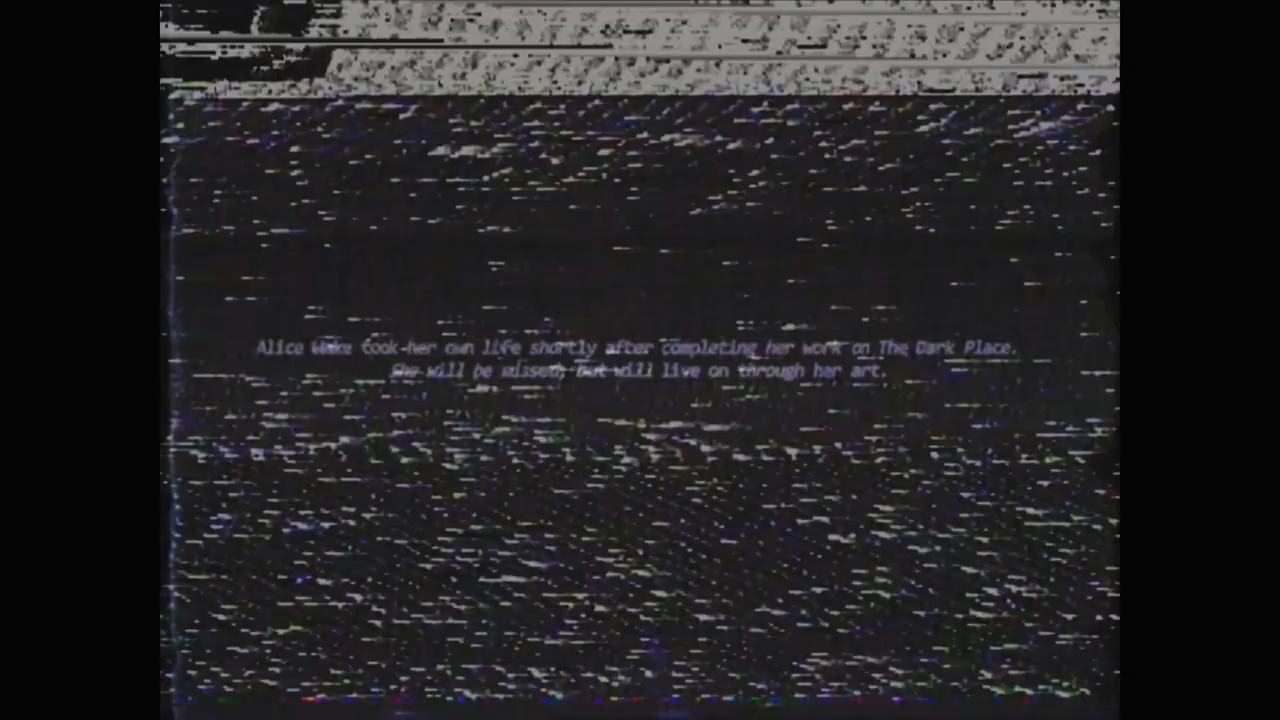 Alice Wake took her own life shortly after completing her work on The Dark Place.
She will be missed, but will live on through her art.